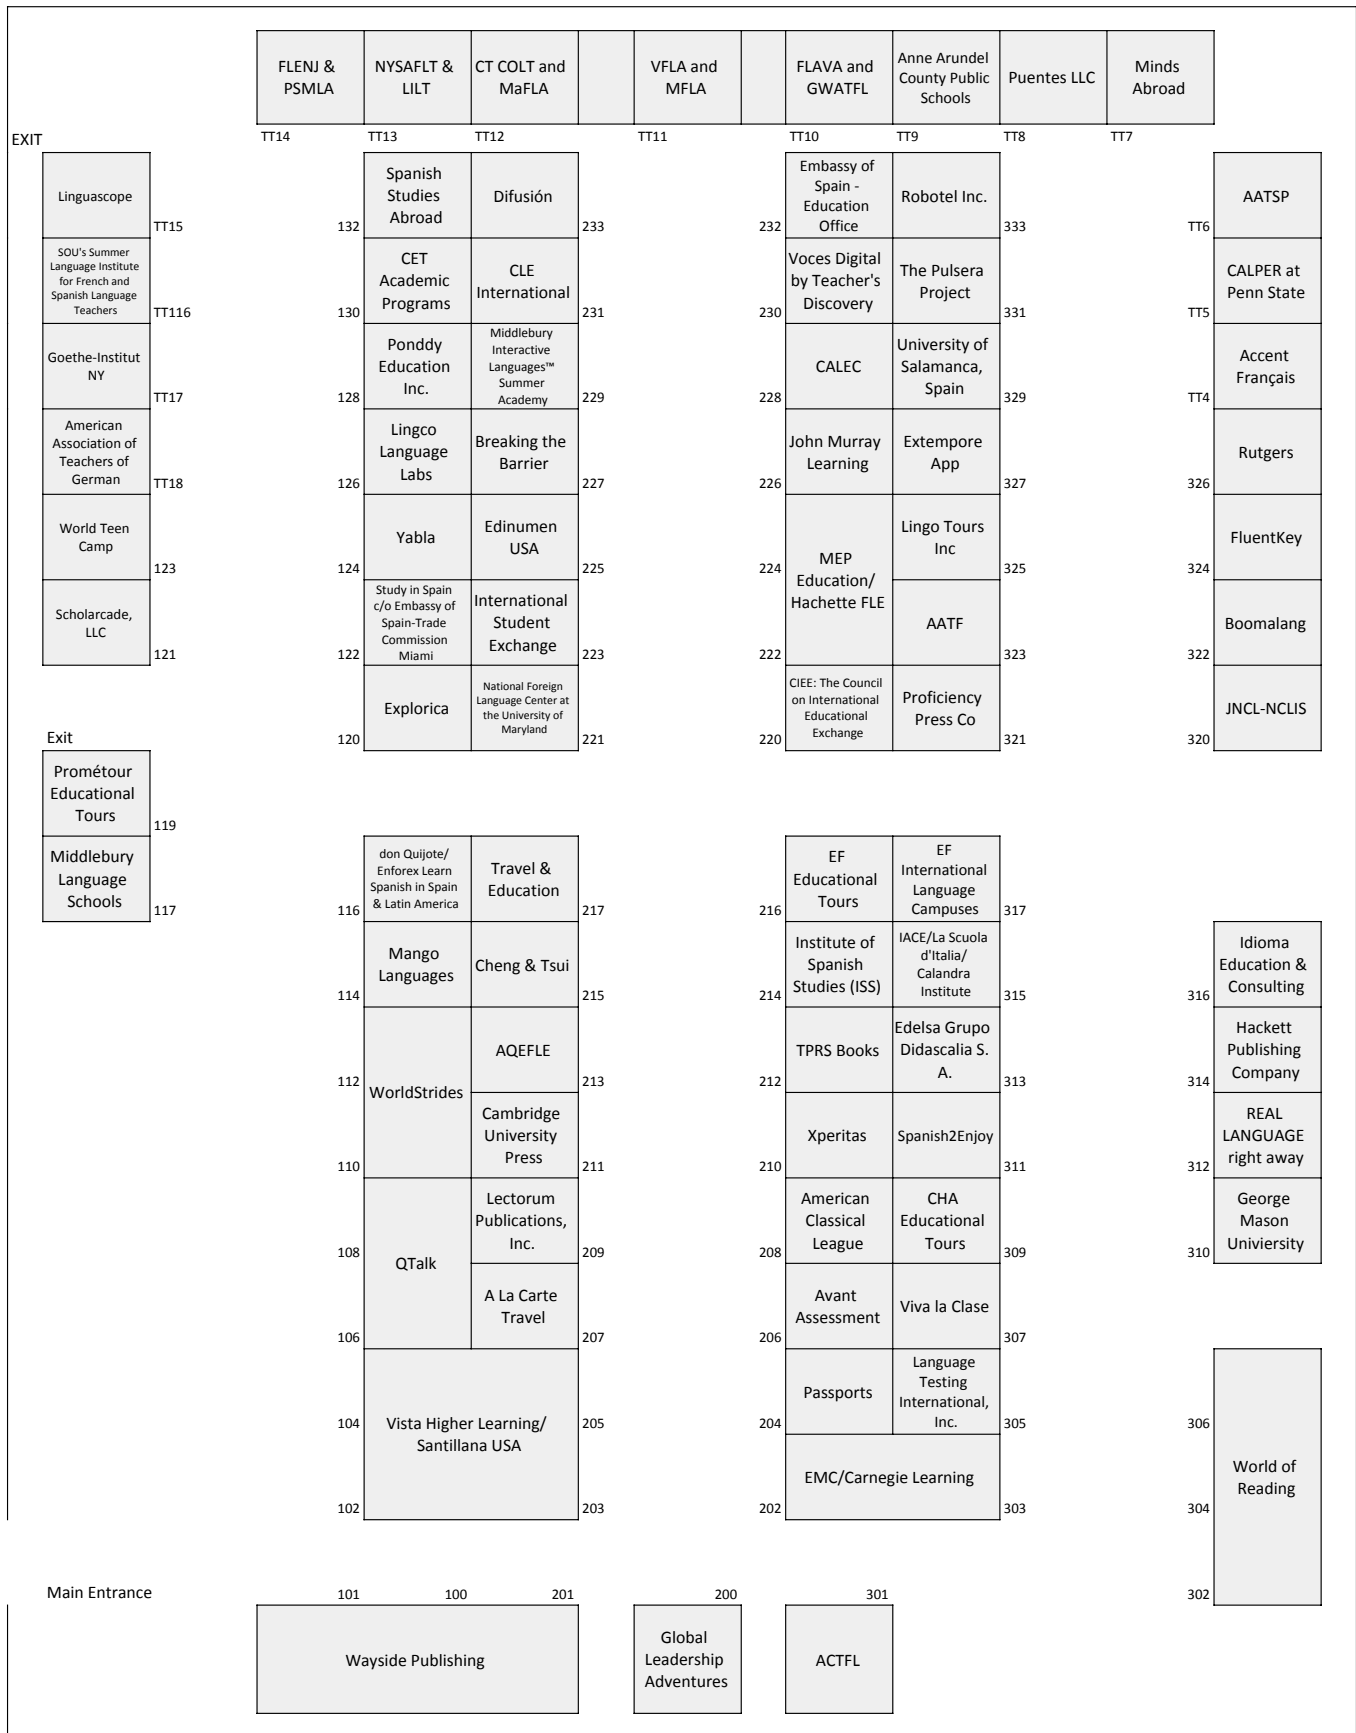 FLENJ &
PSMLA
NYSAFLT &
LILT
CT COLT and
MaFLA
VFLA and
MFLA
FLAVA and
GWATFL
Anne Arundel
County Public
Schools
Puentes LLC
Minds
Abroad
EXIT
TT14
TT13
TT12
TT11
TT10
TT9
TT8
TT7
Linguascope
TT15
132
Spanish
Studies
Abroad
Difusión
233
232
Embassy of
Spain -
Education
Office
Robotel Inc.
333
TT6
AATSP
SOU's Summer
Language Institute
for French and
Spanish Language
Teachers
TT116
130
CET
Academic
Programs
CLE
International
231
230
Voces Digital
by Teacher's
Discovery
The Pulsera
Project
331
TT5
CALPER at
Penn State
Goethe-Institut
NY
TT17
128
Ponddy
Education
Inc.
Middlebury
Interactive
Languages™
Summer
Academy
229
228
CALEC
University of
Salamanca,
Spain
329
TT4
Accent
Français
American
Association of
Teachers of
German
TT18
126
Lingco
Language
Labs
Breaking the
Barrier
227
226
John Murray
Learning
Extempore
App
327
326
Rutgers
World Teen
Camp
123
124
Yabla
Edinumen
USA
225
224
MEP
Education/
Hachette FLE
Lingo Tours
Inc
325
324
FluentKey
Scholarcade,
LLC
121
122
Study in Spain
c/o Embassy of
Spain-Trade
Commission
Miami
International
Student
Exchange
223
222
AATF
323
322
Boomalang
Exit
120
Explorica
National Foreign
Language Center at
the University of
Maryland
221
220
CIEE: The Council
on International
Educational
Exchange
Proficiency
Press Co
321
320
JNCL-NCLIS
Prométour
Educational
Tours
119
Middlebury
Language
Schools
117
116
don Quijote/
Enforex Learn
Spanish in Spain
& Latin America
Travel &
Education
217
216
EF
Educational
Tours
EF
International
Language
Campuses
317
114
Mango
Languages
Cheng & Tsui
215
214
Institute of
Spanish
Studies (ISS)
IACE/La Scuola
d'Italia/
Calandra
Institute
315
316
Idioma
Education &
Consulting
112
WorldStrides
AQEFLE
213
212
TPRS Books
Edelsa Grupo
Didascalia S.
A.
313
314
Hackett
Publishing
Company
110
Cambridge
University
Press
211
210
Xperitas
Spanish2Enjoy
311
312
REAL
LANGUAGE
right away
108
QTalk
Lectorum
Publications,
Inc.
209
208
American
Classical
League
CHA
Educational
Tours
309
310
George
Mason
Univiersity
106
A La Carte
Travel
207
206
Avant
Assessment
Viva la Clase
307
104
Vista Higher Learning/
Santillana USA
205
204
Passports
Language
Testing
International,
Inc.
305
306
World of
Reading
102
203
202
EMC/Carnegie Learning
303
304
Main Entrance
101
100
201
200
301
302
Wayside Publishing
Global
Leadership
Adventures
ACTFL